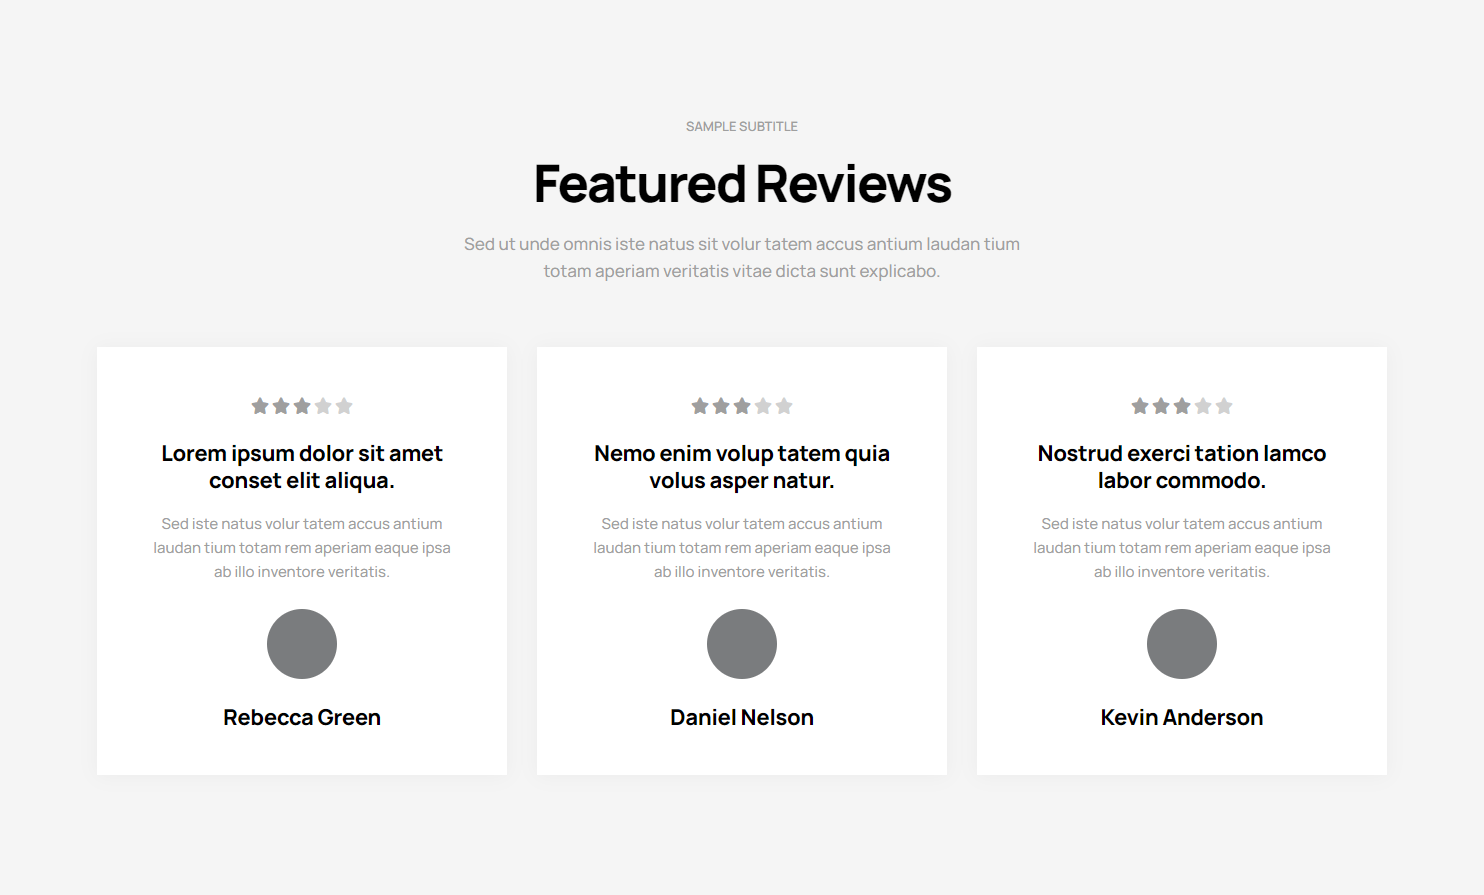 SAMPLE SUBTITLE
Featured Reviews
Sed ut unde omnis iste natus sit volur tatem accus antium laudan tium
totam aperiam veritatis vitae dicta sunt explicabo.
Lorem ipsum dolor sit amet
conset elit aliqua.
Sed iste natus volur tatem accus antium
laudan tium totam rem aperiam eaque ipsa
ab illo inventore veritatis.
Rebecca Green
Nemo enim volup tatem quia
volus asper natur.
Sed iste natus volur tatem accus antium
laudan tium totam rem aperiam eaque ipsa
ab illo inventore veritatis.
Daniel Nelson
Nostrud exerci tation lamco
labor commodo.
Sed iste natus volur tatem accus antium
laudan tium totam rem aperiam eaque ipsa
ab illo inventore veritatis.
Kevin Anderson